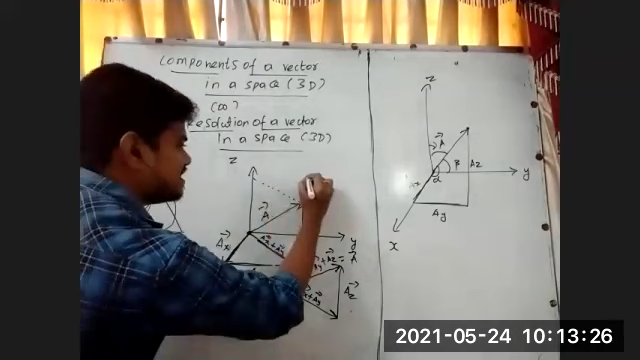 Components of a vector
in a space (3D)
(or)
Resolution of a vector
in a space (3D)
z
A
Ax
y
Az
z
A
β
Az
y
α
Ay
x
2021-05-24 10:13:26